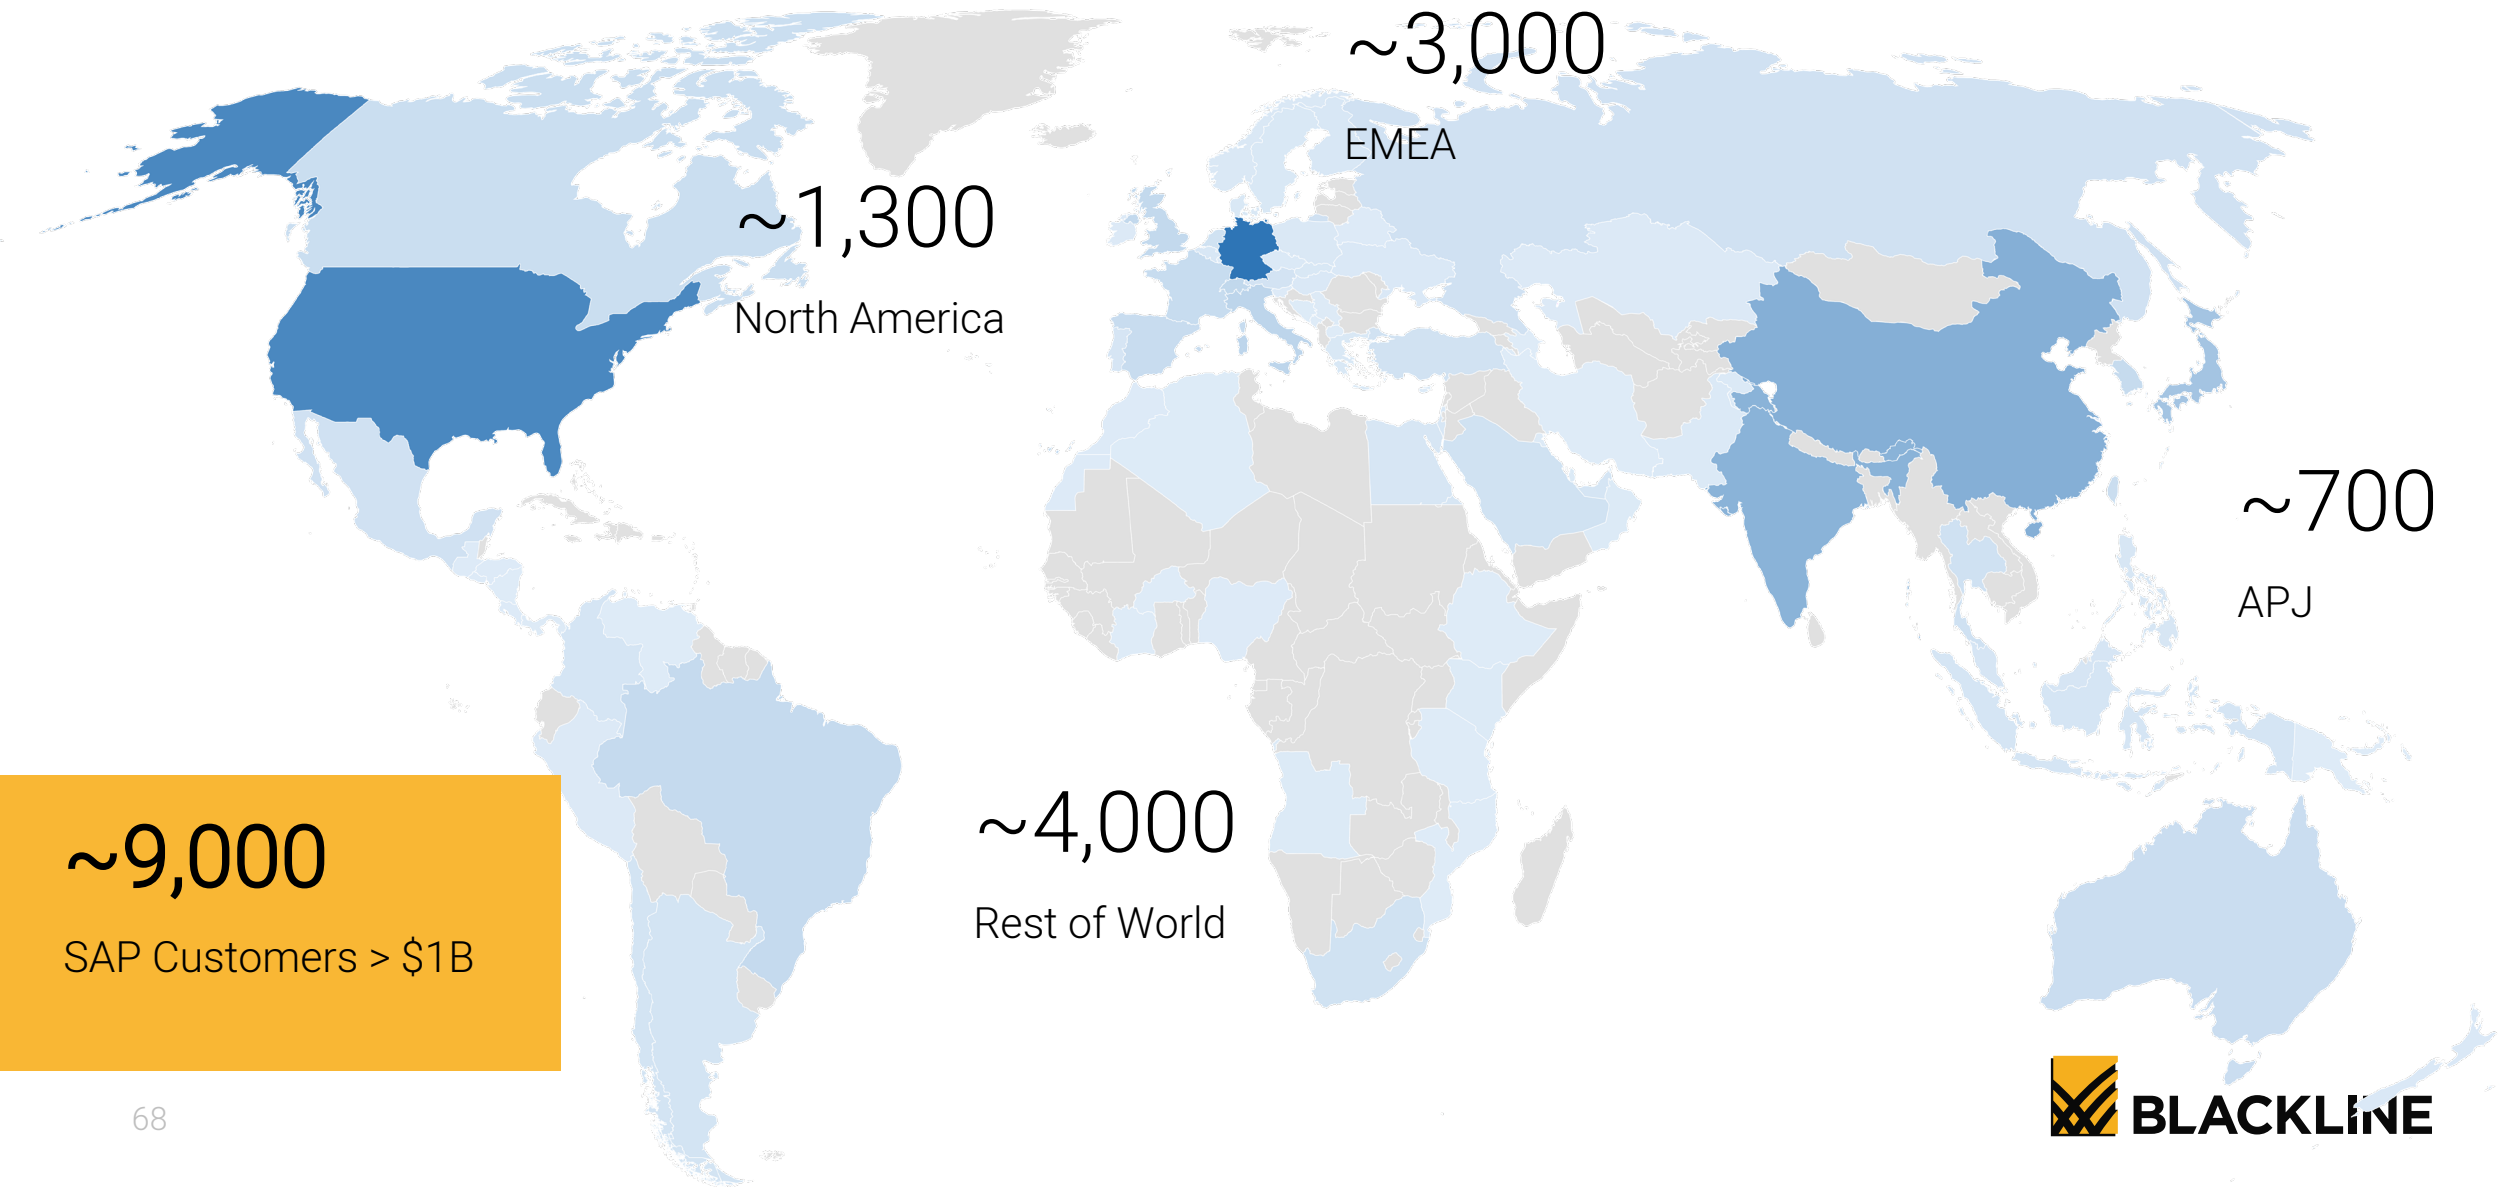 ~3,000
EMEA
~1,300
North America
~700
APJ
~4,000
Rest of World
~9,000
SAP Customers > $1B
68
BLACKLINE